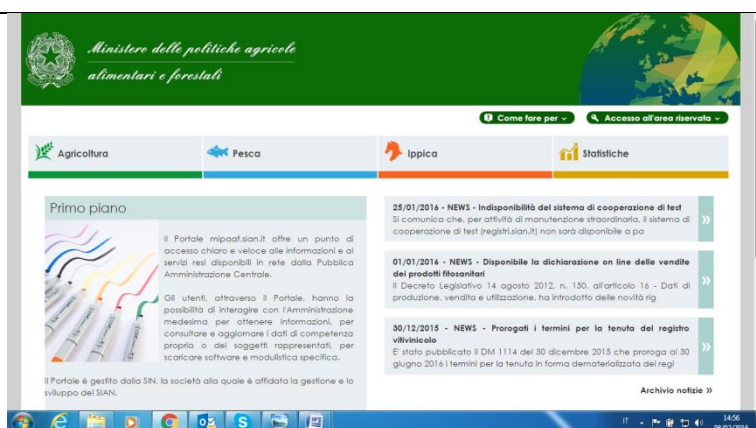 Ministero delle politiche agricole
alimentari e forestali
Come fare per
Accesso all'area riservata
Agricoltura
Pesca
Ippica
Statistiche
Primo piano
Il Portale mipaaf.sian.it offre un punto di
accesso chiaro e veloce alle informazioni e ai
servizi resi disponibili in rete dalla Pubblica
Amministrazione Centrale.
Gli utenti, attraverso il Portale, hanno la
possibilità di interagire con l'Amministrazione
medesima per ottenere informazioni, per
consultare e aggiornare i dati di competenza
propria o dei soggetti rappresentati, per
scaricare software e modulistica specifica.
Il Portale è gestito dalla SIN, la società alla quale è affidata la gestione e lo
sviluppo del SIAN.
25/01/2016 - NEWS - Indisponibilità del sistema di cooperazione di test
Si comunica che, per attività di manutenzione straordinaria, il sistema di
cooperazione di test (registri.sian.it) non sarà disponibile a pa
01/01/2016 - NEWS - Disponibile la dichiarazione on line delle vendite
dei prodotti fitosanitari
Il Decreto Legislativo 14 agosto 2012, n. 150, all'articolo 16 - Dati di
produzione, vendita e utilizzazione, ha introdotto delle novità rig
30/12/2015 - NEWS - Prorogati i termini per la tenuta del registro
vitivinicolo
E' stato pubblicato il DM 1114 del 30 dicembre 2015 che proroga al 30
giugno 2016 i termini per la tenuta in forma dematerializzata dei regi
Archivio notizie »
IT
14:56
08/02/2016